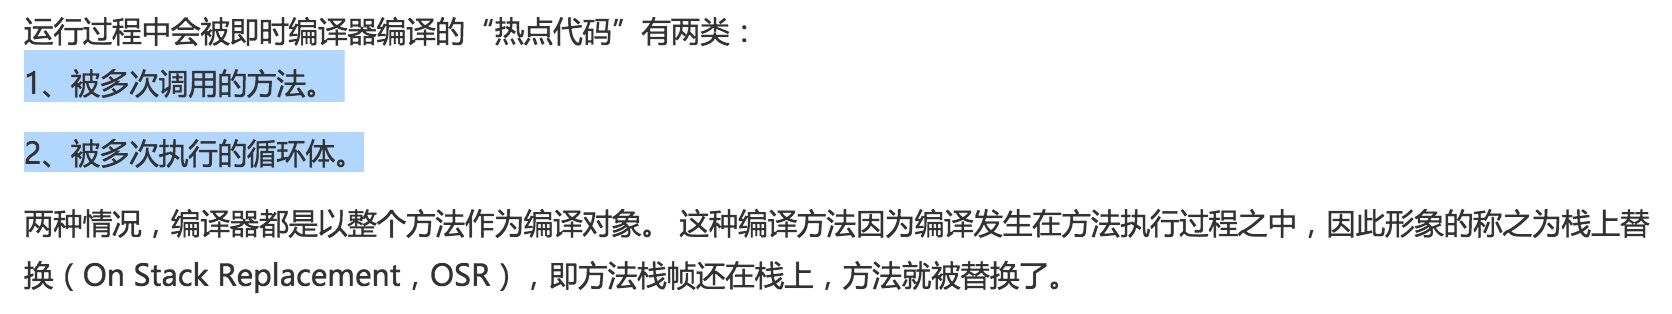 运行过程中会被即时编译器编译的“热点代码”有两类：
1、被多次调用的方法。
2、被多次执行的循环体。
两种情况，编译器都是以整个方法作为编译对象。 这种编译方法因为编译发生在方法执行过程之中，因此形象的称之为栈上替
换（On Stack Replacement，OSR），即方法栈帧还在栈上，方法就被替换了。